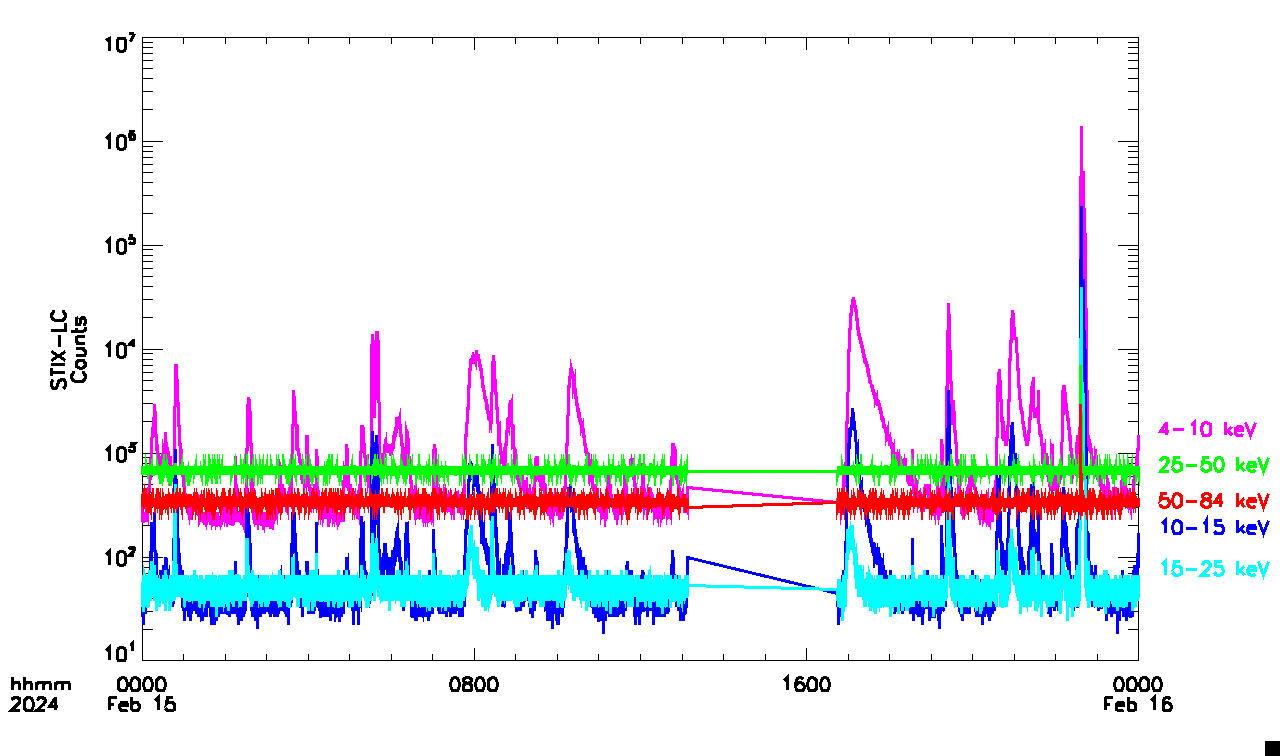 10⁷
10⁶
10⁵
10⁴
10³
10²
10¹
STIX-LC
Counts
4-10 keV
25-50 keV
50-84 keV
10-15 keV
15-25 keV
hhmm 0000 0800 1600 0000
2024 Feb 15 Feb 16